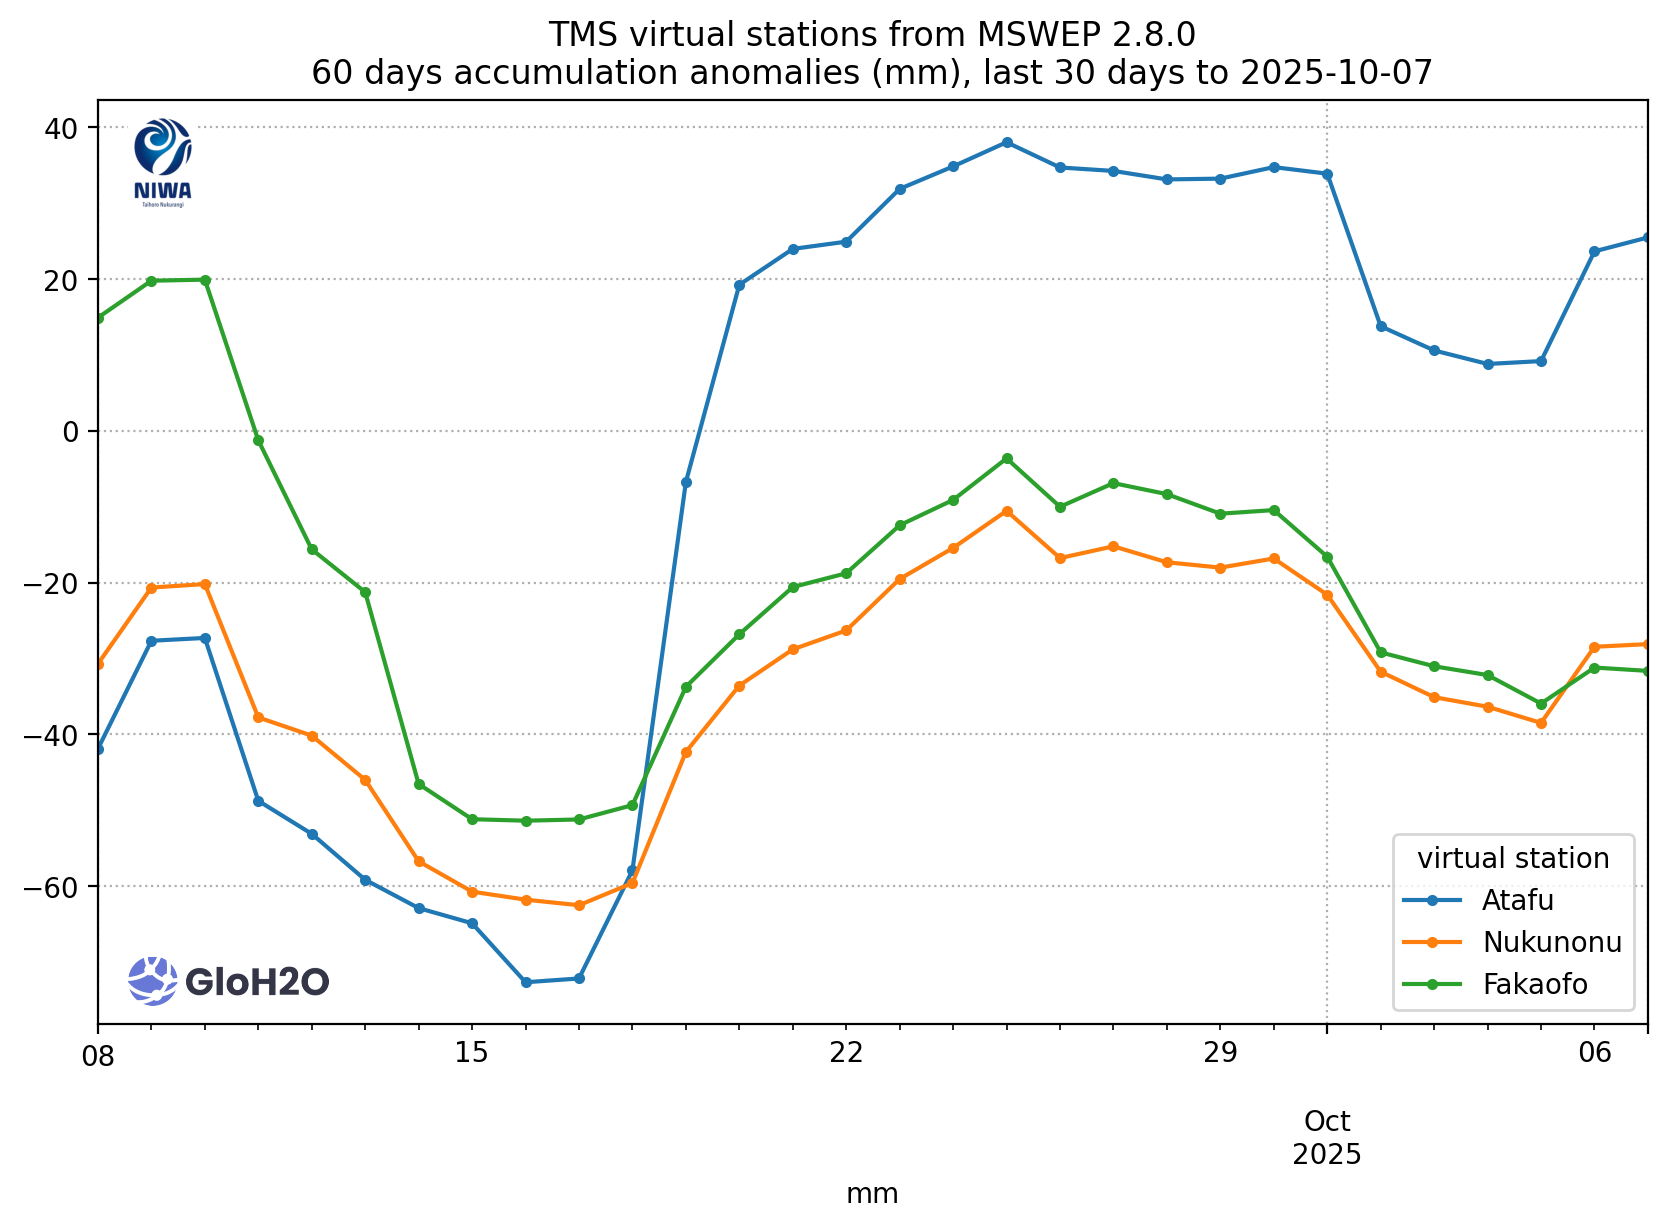 TMS virtual stations from MSWEP 2.8.0
60 days accumulation anomalies (mm), last 30 days to 2025-10-07
40
20
0
−20
−40
−60
NIWA
Taihoro Nukurangi
GloH2O
virtual station
Atafu
Nukunonu
Fakaofo
08 15 22 29 06
Oct
2025
mm